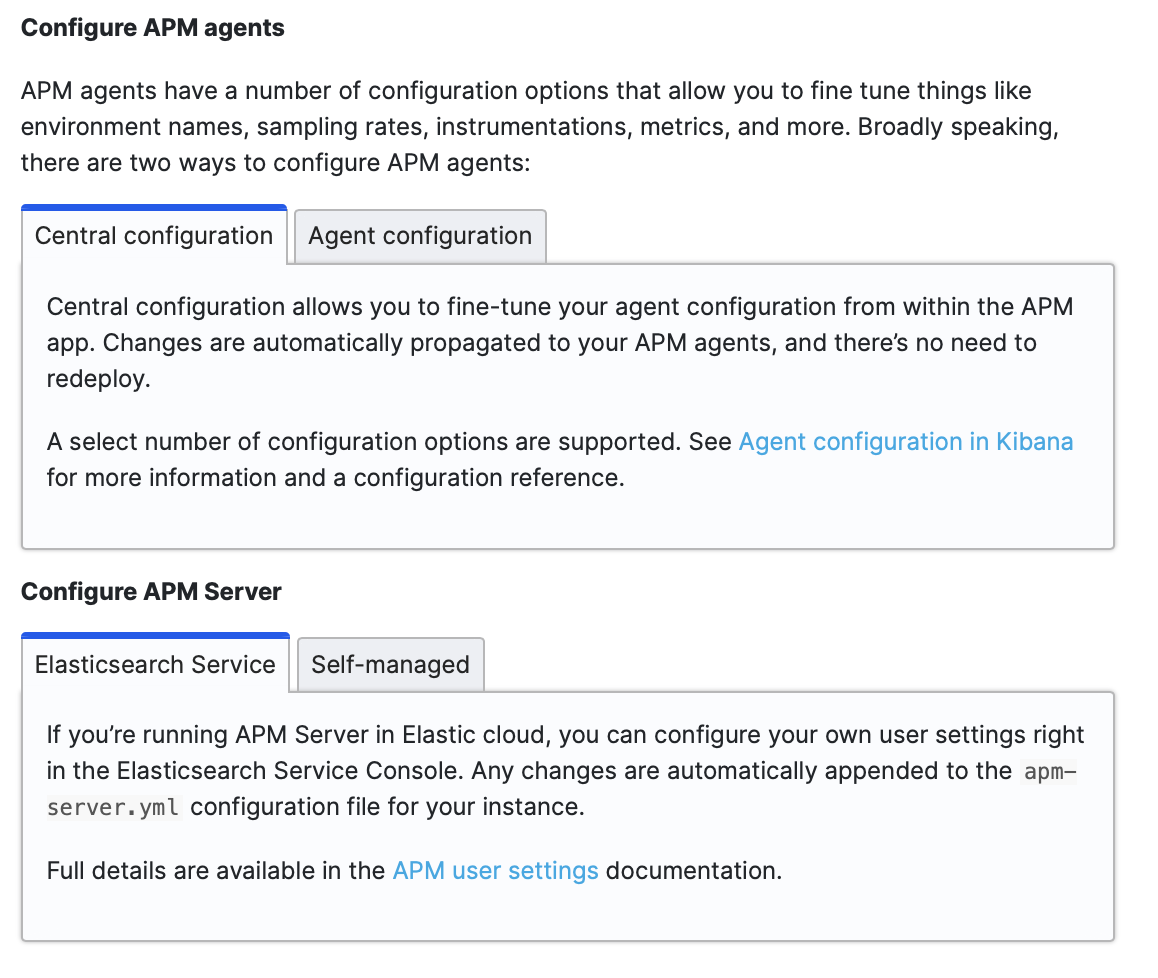 Configure APM agents
APM agents have a number of configuration options that allow you to fine tune things like
environment names, sampling rates, instrumentations, metrics, and more. Broadly speaking,
there are two ways to configure APM agents:
Central configuration
Agent configuration
Central configuration allows you to fine-tune your agent configuration from within the APM
app. Changes are automatically propagated to your APM agents, and there’s no need to
redeploy.
A select number of configuration options are supported. See Agent configuration in Kibana
for more information and a configuration reference.
Configure APM Server
Elasticsearch Service
Self-managed
If you’re running APM Server in Elastic cloud, you can configure your own user settings right
in the Elasticsearch Service Console. Any changes are automatically appended to the apm-
server.yml configuration file for your instance.
Full details are available in the APM user settings documentation.